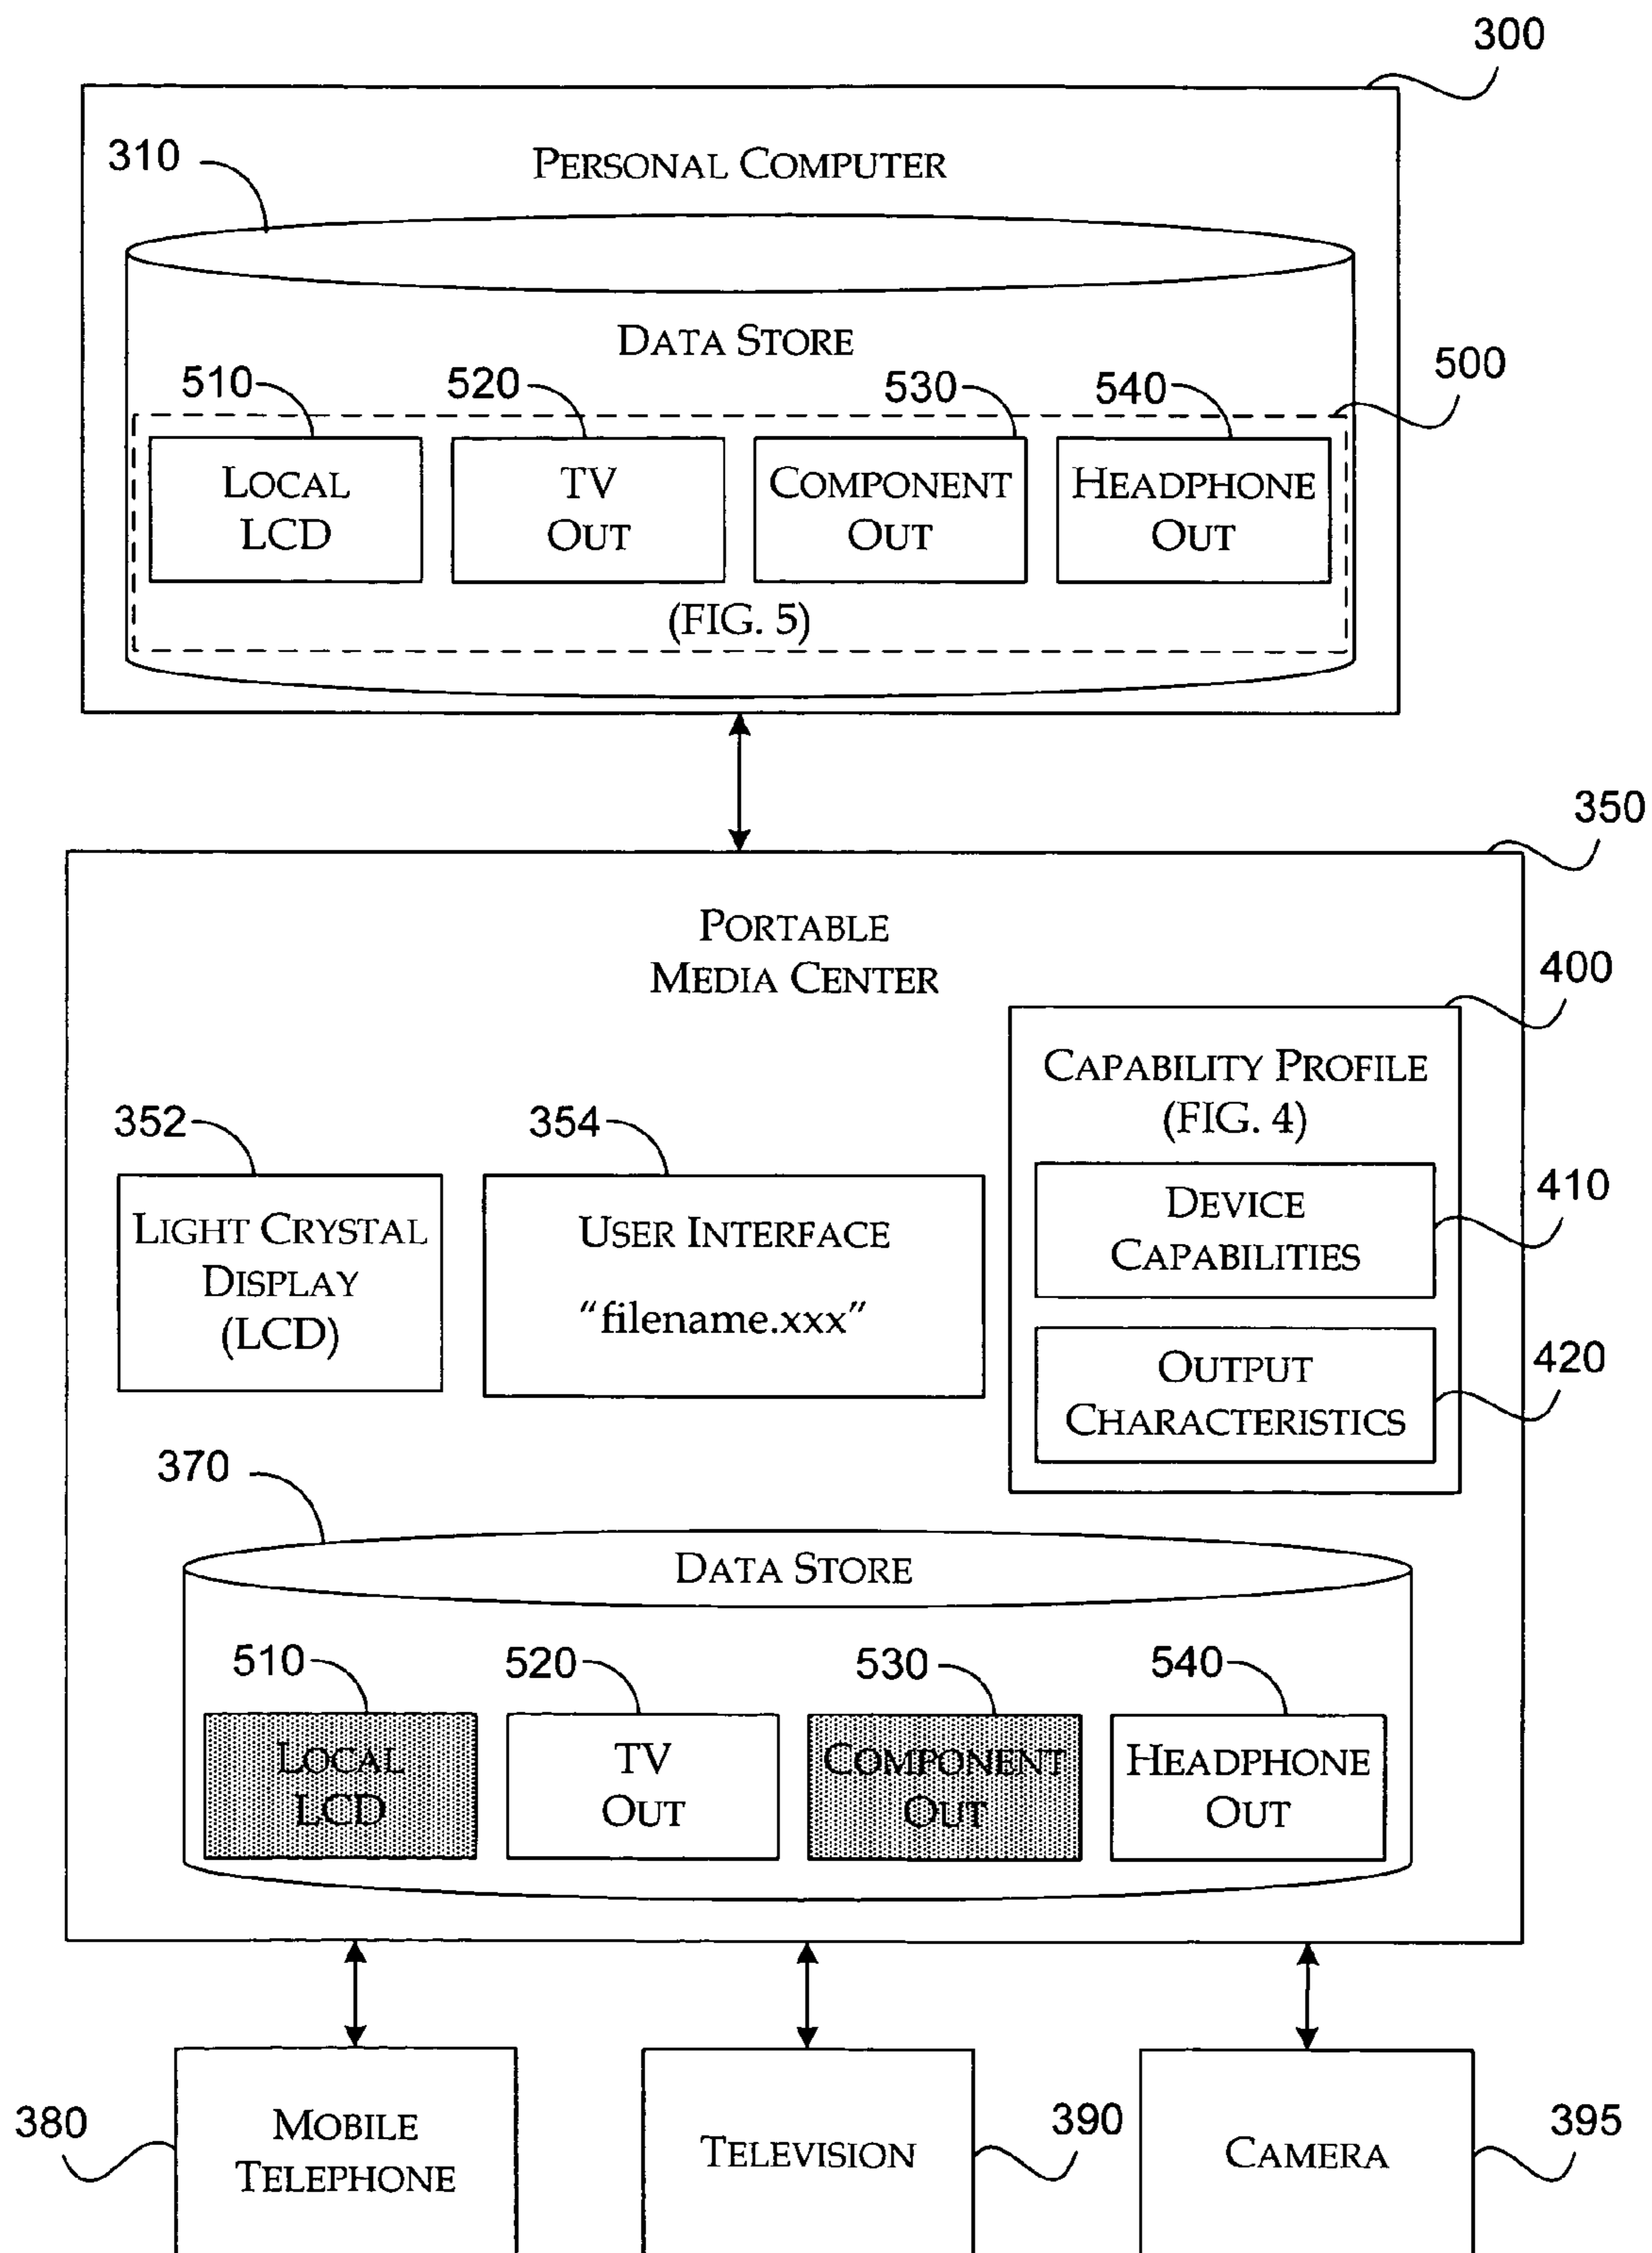 300
310
PERSONAL COMPUTER
DATA STORE
500
510
520
530
540
LOCAL
LCD
TV
OUT
COMPONENT
OUT
HEADPHONE
OUT
(FIG. 5)
350
PORTABLE
MEDIA CENTER
400
CAPABILITY PROFILE
(FIG. 4)
352
354
LIGHT CRYSTAL
DISPLAY
(LCD)
USER INTERFACE
"filename.xxx"
DEVICE
CAPABILITIES
410
OUTPUT
CHARACTERISTICS
420
370
DATA STORE
510
520
530
540
LOCAL
LCD
TV
OUT
COMPONENT
OUT
HEADPHONE
OUT
380
MOBILE
TELEPHONE
TELEVISION
390
CAMERA
395